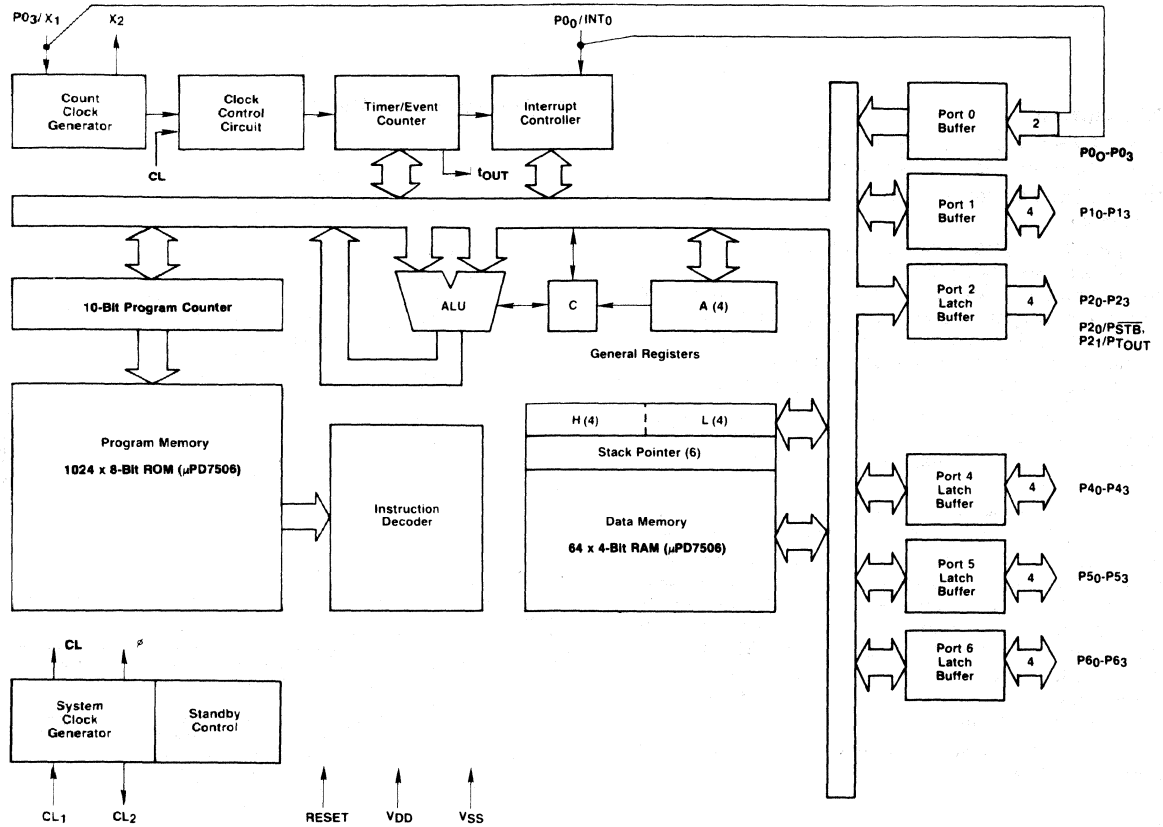 P0₃/X₁
X₂
P0₀/INT₀
Count
Clock
Generator
Clock
Control
Circuit
Timer/Event
Counter
Interrupt
Controller
CL
tOUT
Port 0
Buffer
2
P0₀-P0₃
Port 1
Buffer
4
P1₀-P1₃
Port 2
Latch
Buffer
4
P2₀-P2₃
P2₀/PS̅T̅B̅,
P2₁/PTOUT
10-Bit Program Counter
ALU
C
A (4)
General Registers
Program Memory
1024 x 8-Bit ROM (μPD7506)
Instruction
Decoder
H (4)
L (4)
Stack Pointer (6)
Data Memory
64 x 4-Bit RAM (μPD7506)
Port 4
Latch
Buffer
4
P4₀-P4₃
Port 5
Latch
Buffer
4
P5₀-P5₃
Port 6
Latch
Buffer
4
P6₀-P6₃
CL
ø
System
Clock
Generator
Standby
Control
CL₁
CL₂
RESET
VDD
VSS